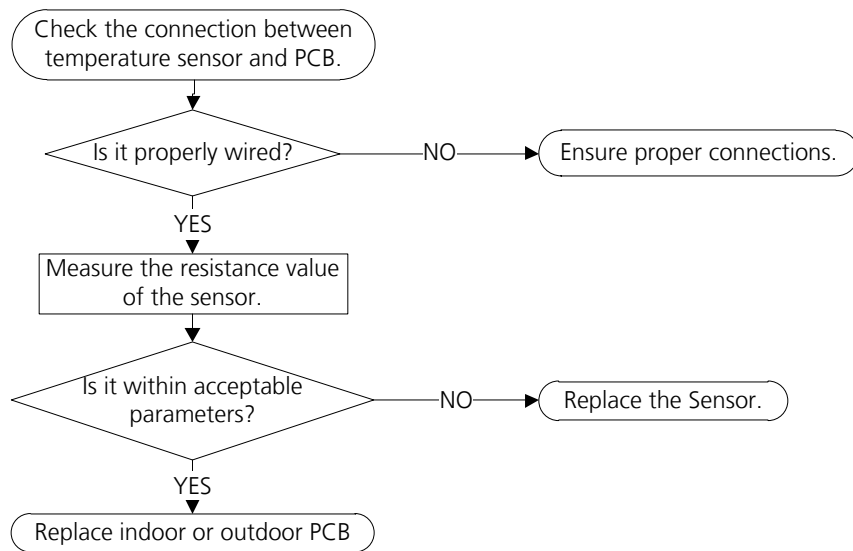 Check the connection between
temperature sensor and PCB.
Is it properly wired?
NO
Ensure proper connections.
YES
Measure the resistance value
of the sensor.
Is it within acceptable
parameters?
NO
Replace the Sensor.
YES
Replace indoor or outdoor PCB